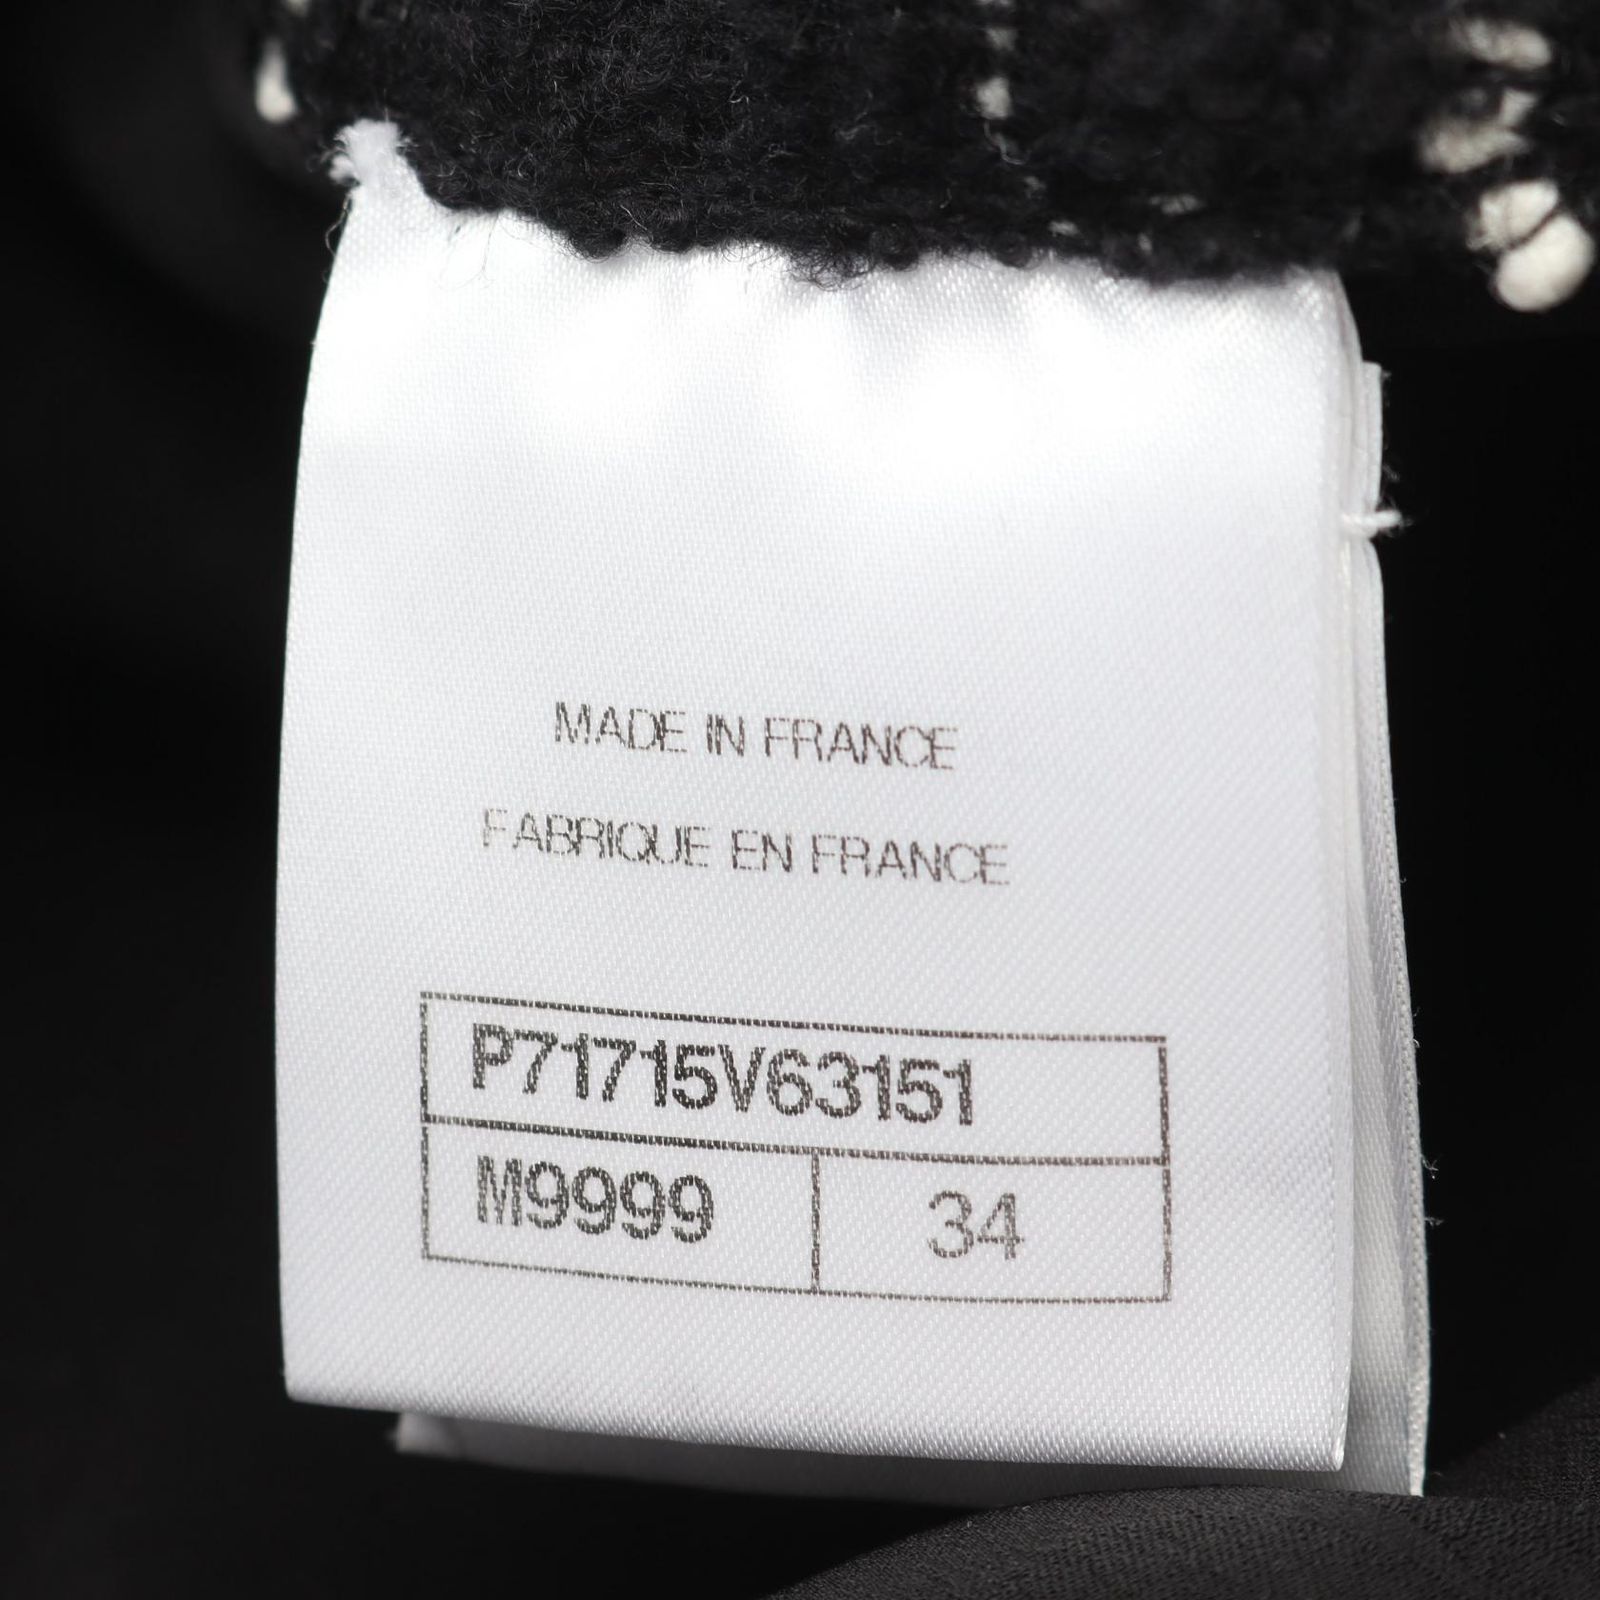 MADE IN FRANCE
FABRIQUE EN FRANCE
P71715V63151
M9999 34